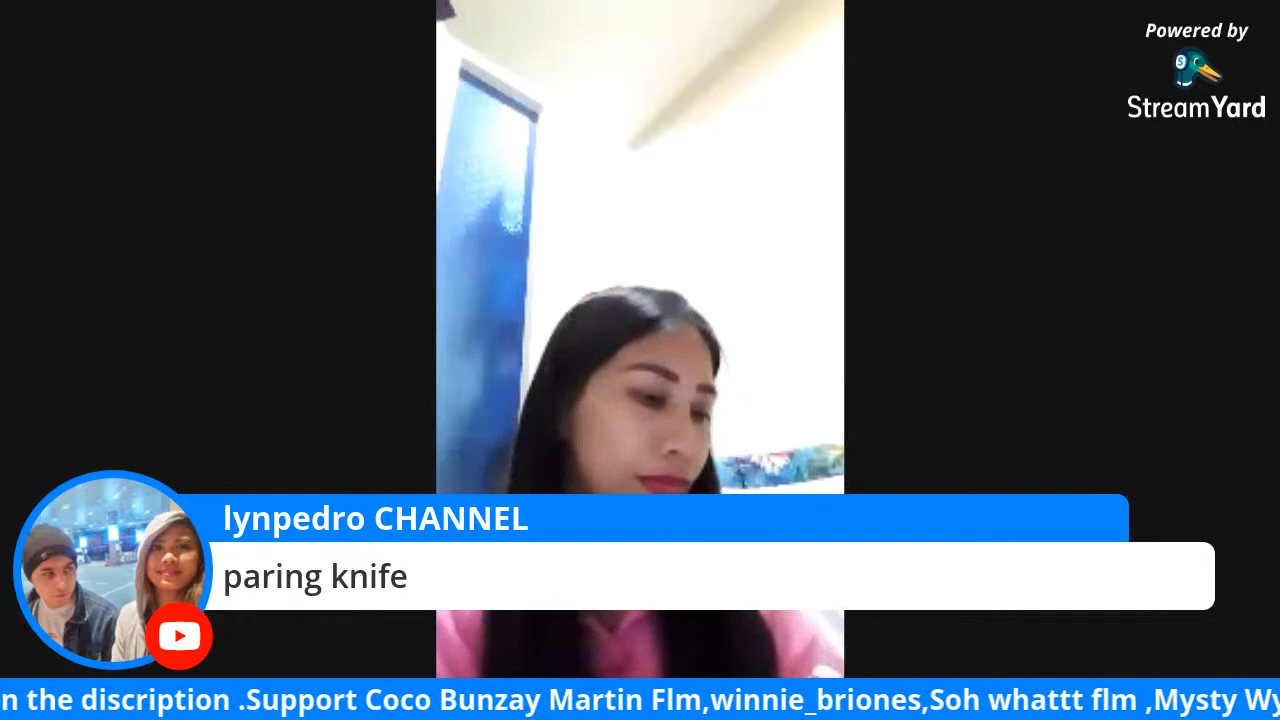 Powered by
StreamYard
lynpedro CHANNEL
paring knife
n the discription .Support Coco Bunzay Martin Flm,winnie_briones,Soh whattt flm ,Mysty Wy